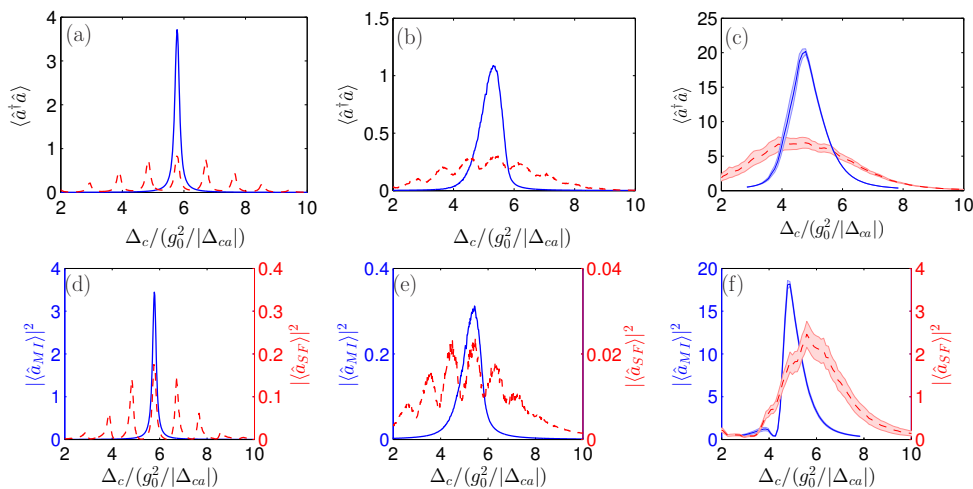 (a)
4
3
2
1
0
⟨â†â⟩
2 4 6 8 10
Δc/(g₀²/|Δca|)
(b)
1.5
1
0.5
0
⟨â†â⟩
2 4 6 8 10
Δc/(g₀²/|Δca|)
(c)
25
20
15
10
5
0
⟨â†â⟩
2 4 6 8 10
Δc/(g₀²/|Δca|)
(d)
4
3
2
1
0
|⟨âMI⟩|²
0.4
0.3
0.2
0.1
0
|⟨âSF⟩|²
2 4 6 8 10
Δc/(g₀²/|Δca|)
(e)
0.4
0.2
0
|⟨âMI⟩|²
0.04
0.02
0
|⟨âSF⟩|²
2 4 6 8 10
Δc/(g₀²/|Δca|)
(f)
20
15
10
5
0
|⟨âMI⟩|²
4
3
2
1
0
|⟨âSF⟩|²
2 4 6 8 10
Δc/(g₀²/|Δca|)